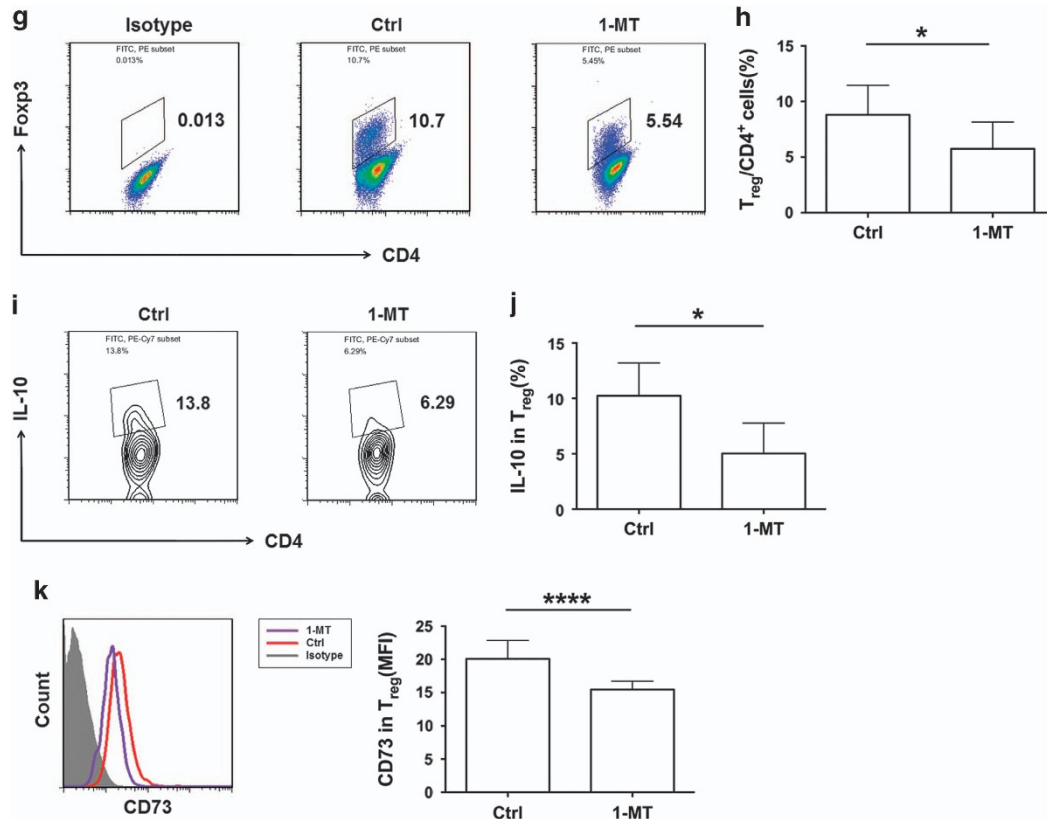 g
Isotype
Ctrl
1-MT
FITC, PE subset
0.013%
FITC, PE subset
10.7%
FITC, PE subset
5.45%
0.013
10.7
5.54
Foxp3
CD4
h
*
15
10
5
0
Treg/CD4+ cells(%)
Ctrl
1-MT
i
Ctrl
1-MT
FITC, PE-Cy7 subset
13.8%
FITC, PE-Cy7 subset
6.29%
13.8
6.29
IL-10
CD4
j
*
15
10
5
0
IL-10 in Treg(%)
Ctrl
1-MT
k
Count
CD73
1-MT
Ctrl
Isotype
****
25
20
15
10
5
0
CD73 in Treg(MFI)
Ctrl
1-MT